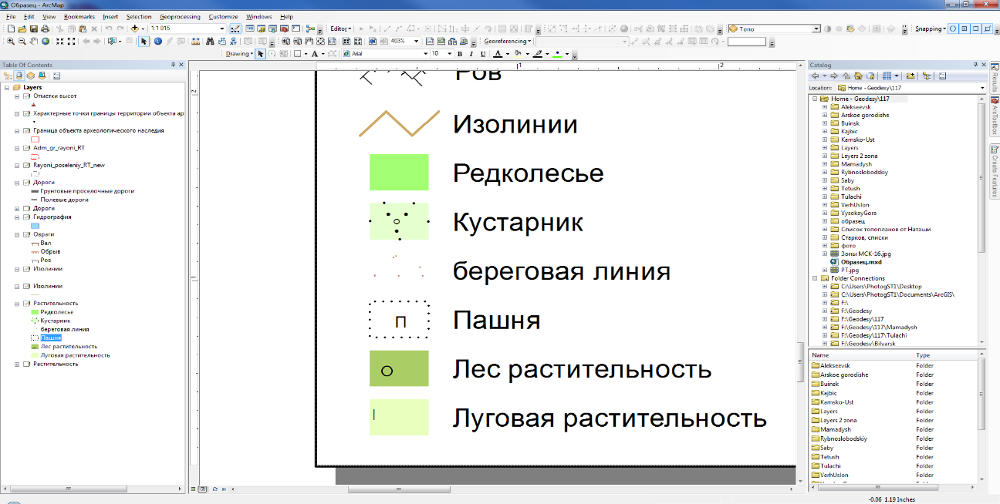 Образец - ArcMap
File Edit View Bookmarks Insert Selection Geoprocessing Customize Windows Help
1:1 015 Editor Топо Snapping
403% Georeferencing
Drawing A Arial 10 B I U A
Table Of Contents
Layers
Отметки высот
Характерные точки границы территории объекта ар
Граница объекта археологического наследия
Adm_gr_rayoni_RT
Rayoni_poseleniy_RT_new
Дороги
Грунтовые проселочные дороги
Полевые дороги
Дороги
Гидрография
Овраги
Вал
Обрыв
Ров
Изолинии
Изолинии
Растительность
Редколесье
Кустарник
береговая линия
Пашня
Лес растительность
Луговая растительность
Растительность
1 2
2
1
Ров
Изолинии
Редколесье
Кустарник
береговая линия
П Пашня
Лес растительность
Луговая растительность
Catalog
Location: Home - Geodesy\117
Home - Geodesy\117
Alekseevsk
Arskoe gorodishe
Buinsk
Kajbic
Kamsko-Ust
Layers
Layers 2 zona
Mamadysh
Rybnoslobodskiy
Saby
Tetush
Tulachi
VerhUslon
VysokayGora
образец
Список топопланов от Наташи
Старков, списки
фото
Зоны МСК-16.jpg
Образец.mxd
РТ.jpg
Folder Connections
C:\Users\PhotogST1\Desktop
C:\Users\PhotogST1\Documents\ArcGIS\
F:\
F:\Geodesy
F:\Geodesy\117
F:\Geodesy\117\Mamadysh
F:\Geodesy\117\Tulachi
F:\Geodesy\Bilyarsk
Name Type
Alekseevsk Folder
Arskoe gorodishe Folder
Buinsk Folder
Kajbic Folder
Kamsko-Ust Folder
Layers Folder
Layers 2 zona Folder
Mamadysh Folder
Rybnoslobodskiy Folder
Saby Folder
Tetush Folder
Tulachi Folder
VerhUslon Folder
Results
ArcToolbox
Create Features
-0.06 1.19 Inches